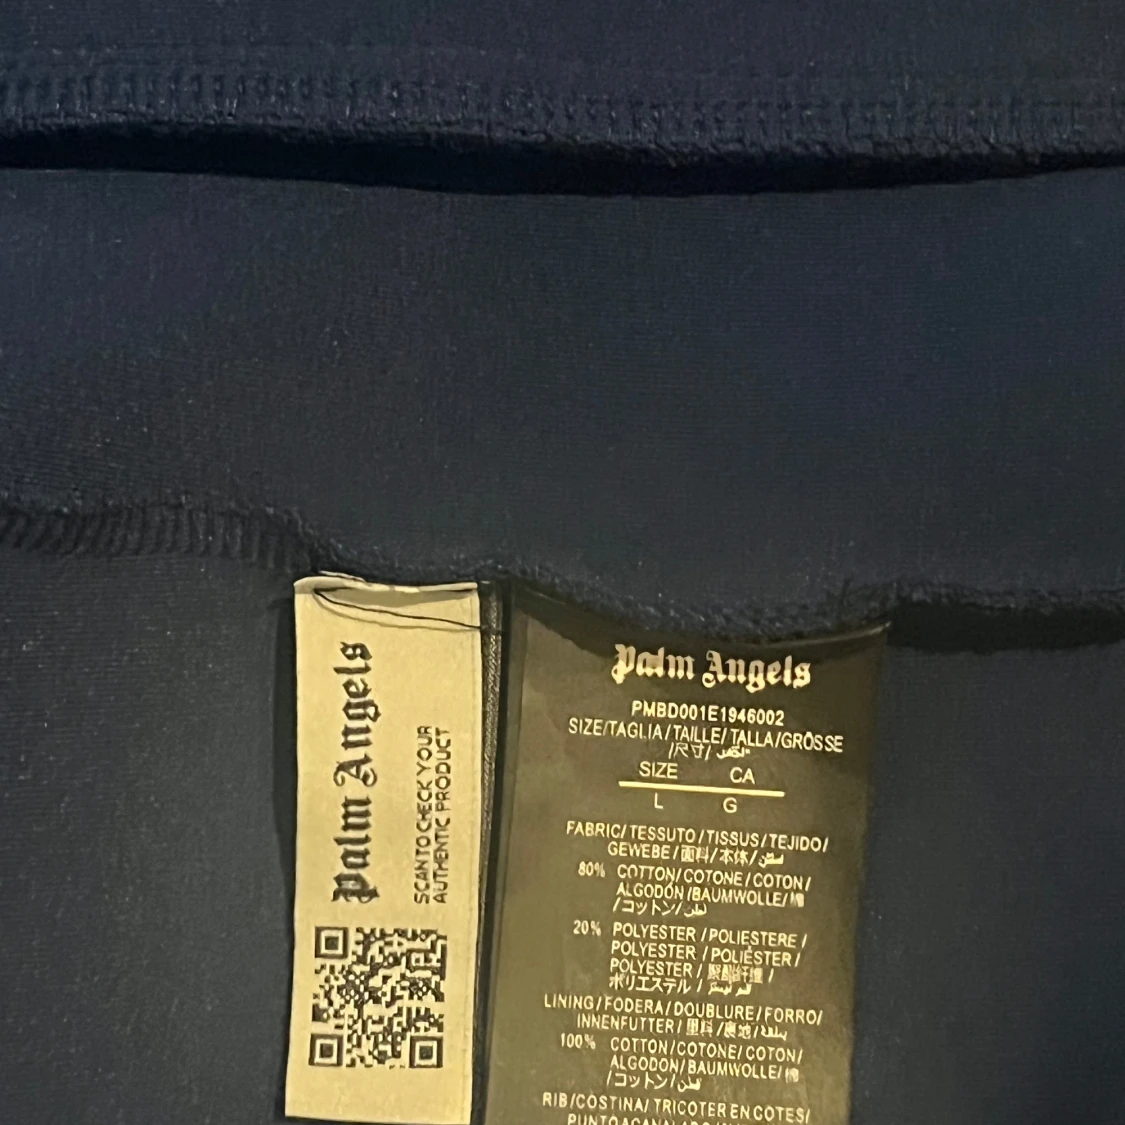 Palm Angels
SCAN TO CHECK YOUR
AUTHENTIC PRODUCT
Palm Angels
PMBD001E1946002
SIZE/TAGLIA/TAILLE/TALLA/GRÖSSE
/尺寸/
SIZE CA
L G
FABRIC/TESSUTO/TISSUS/TEJIDO/
GEWEBE/面料/本体/
80% COTTON/COTONE/COTON/
ALGODÓN/BAUMWOLLE/棉
/コットン/
20% POLYESTER/POLIESTERE/
POLYESTER/POLIÉSTER/
POLYESTER/
ポリエステル/
LINING/FODERA/DOUBLURE/FORRO/
INNENFUTTER/里料/裏地/
100% COTTON/COTONE/COTON/
ALGODÓN/BAUMWOLLE/棉
/コットン/
RIB/COSTINA/TRICOTER EN COTES/